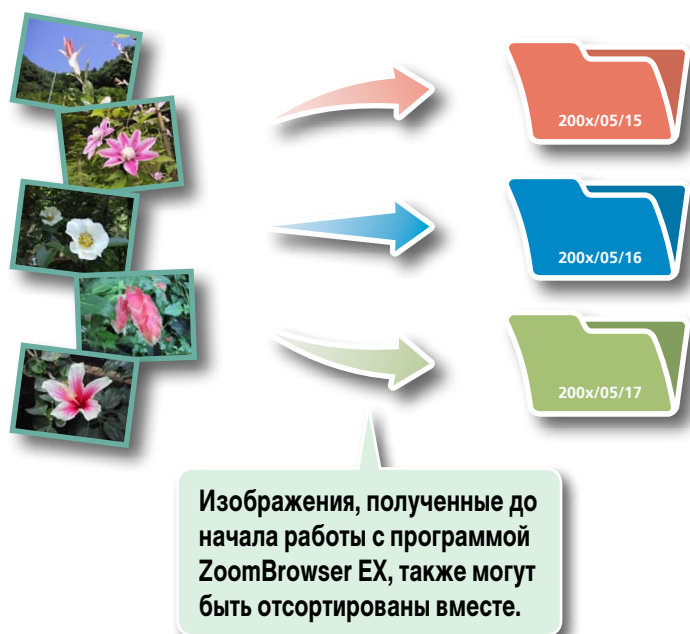 200x/05/15
200x/05/16
200x/05/17
Изображения, полученные до
начала работы с программой
ZoomBrowser EX, также могут
быть отсортированы вместе.